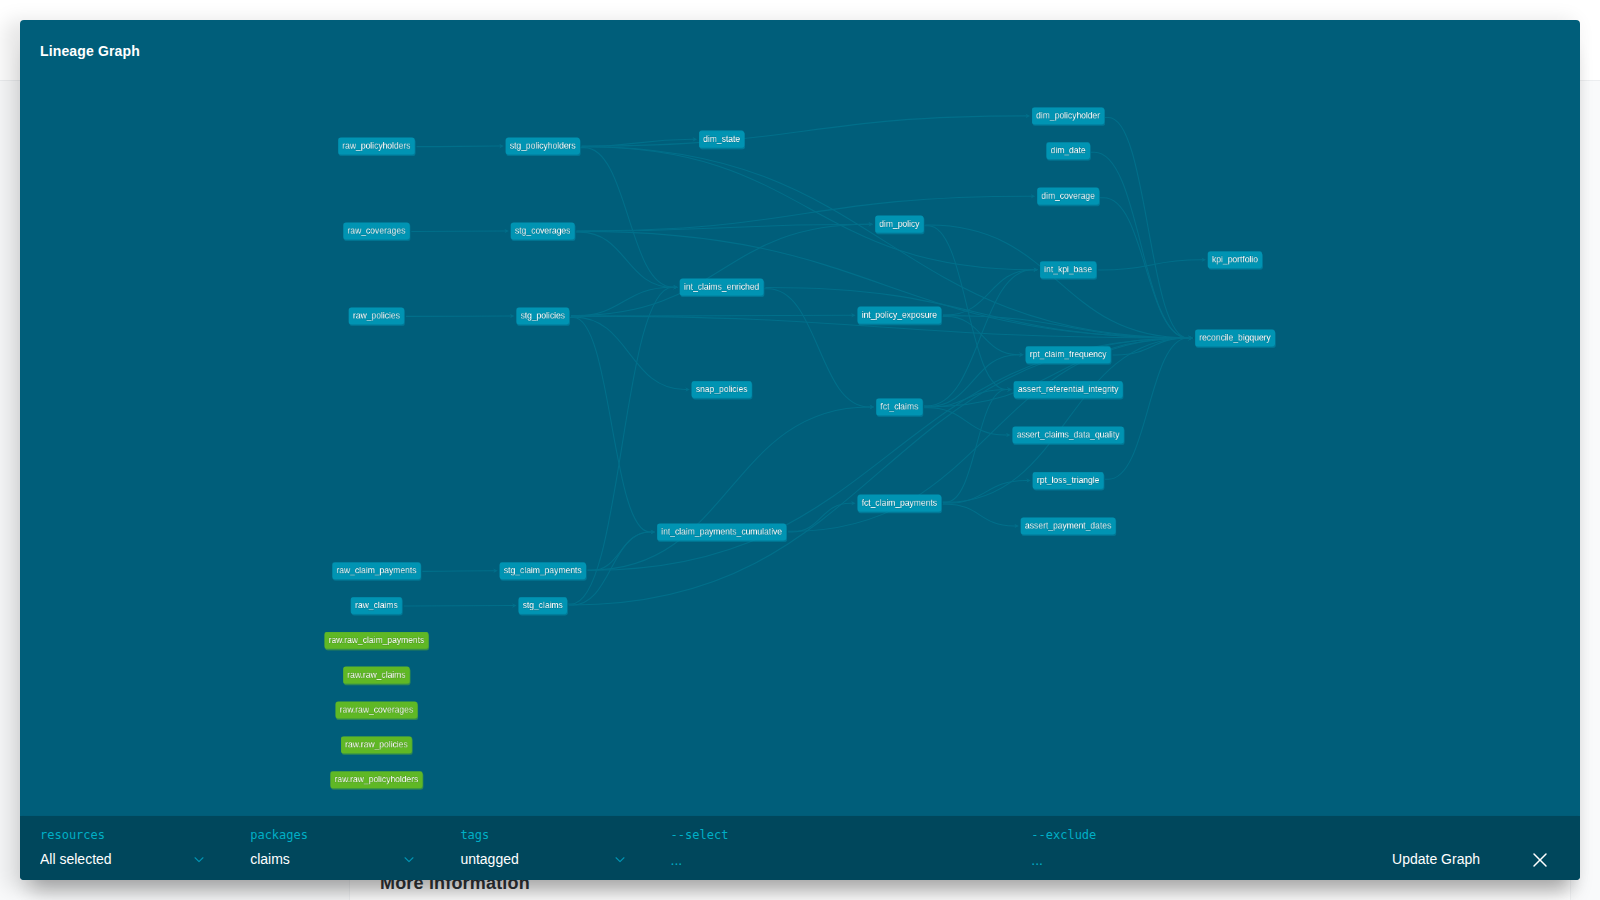 Lineage Graph
dim_policyholder
raw_policyholders
stg_policyholders
dim_state
dim_date
dim_coverage
raw_coverages
stg_coverages
dim_policy
int_kpi_base
kpi_portfolio
int_claims_enriched
raw_policies
stg_policies
int_policy_exposure
reconcile_bigquery
rpt_claim_frequency
snap_policies
assert_referential_integrity
fct_claims
assert_claims_data_quality
rpt_loss_triangle
fct_claim_payments
assert_payment_dates
int_claim_payments_cumulative
raw_claim_payments
stg_claim_payments
raw_claims
stg_claims
raw.raw_claim_payments
raw.raw_claims
raw.raw_coverages
raw.raw_policies
raw.raw_policyholders
resources
packages
tags
--select
--exclude
All selected
claims
untagged
...
...
Update Graph
More information